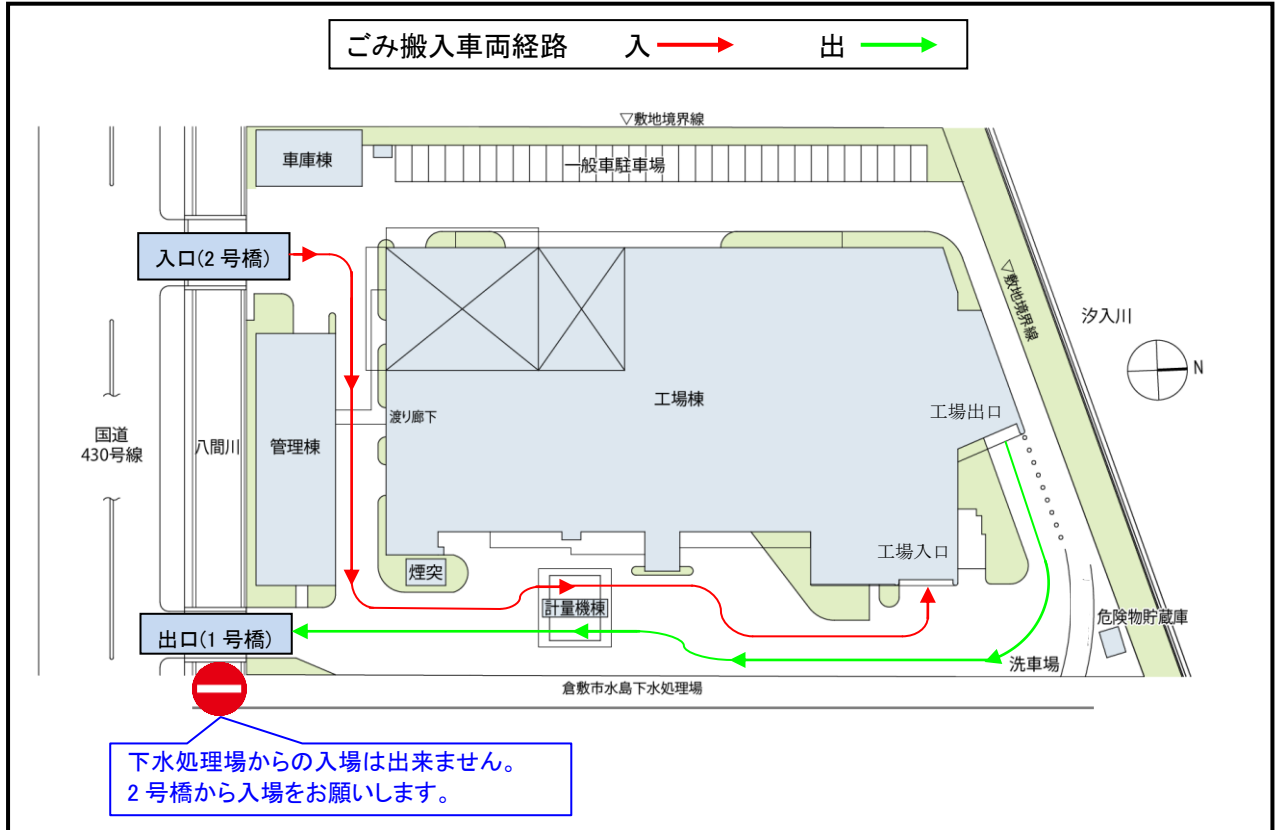 ごみ搬入車両経路 入 出
▽敷地境界線
車庫棟
一般車駐車場
入口(2号橋)
▽敷地境界線
汐入川
N
工場棟
工場出口
渡り廊下
国道
430号線
八間川
管理棟
工場入口
煙突
計量機棟
危険物貯蔵庫
出口(1号橋)
洗車場
倉敷市水島下水処理場
下水処理場からの入場は出来ません。
2号橋から入場をお願いします。